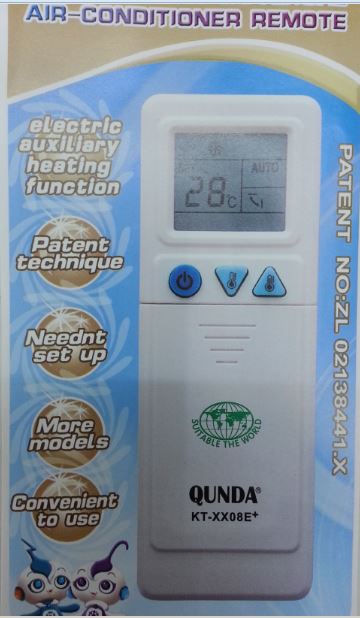 AIR-CONDITIONER REMOTE
electric
auxiliary
heating
function
Patent
technique
Neednt
set up
More
models
Convenient
to use
AUTO
28°C
SUITABLE THE WORLD
QUNDA®
KT-XX08E+
PATENT NO:ZL 02138441.X